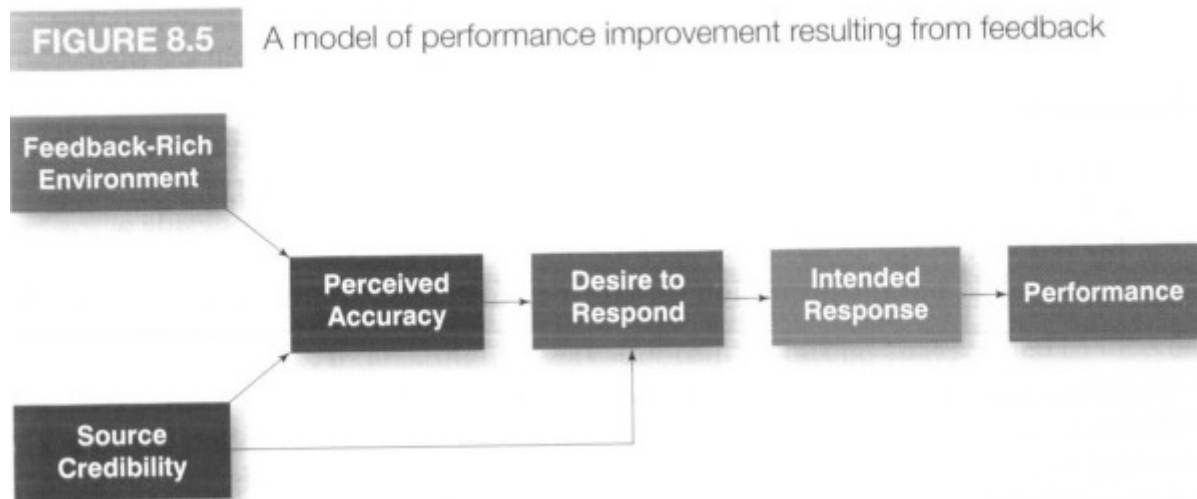 FIGURE 8.5 A model of performance improvement resulting from feedback
Feedback-Rich
Environment
Perceived
Accuracy
Desire to
Respond
Intended
Response
Performance
Source
Credibility